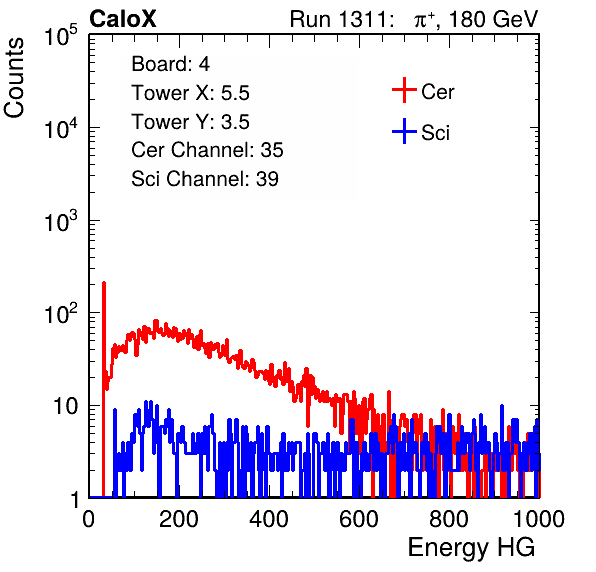 CaloX Run 1311: π⁺, 180 GeV
Counts
10⁵
10⁴
10³
10²
10
1
Board: 4
Tower X: 5.5
Tower Y: 3.5
Cer Channel: 35
Sci Channel: 39
Cer
Sci
0 200 400 600 800 1000
Energy HG